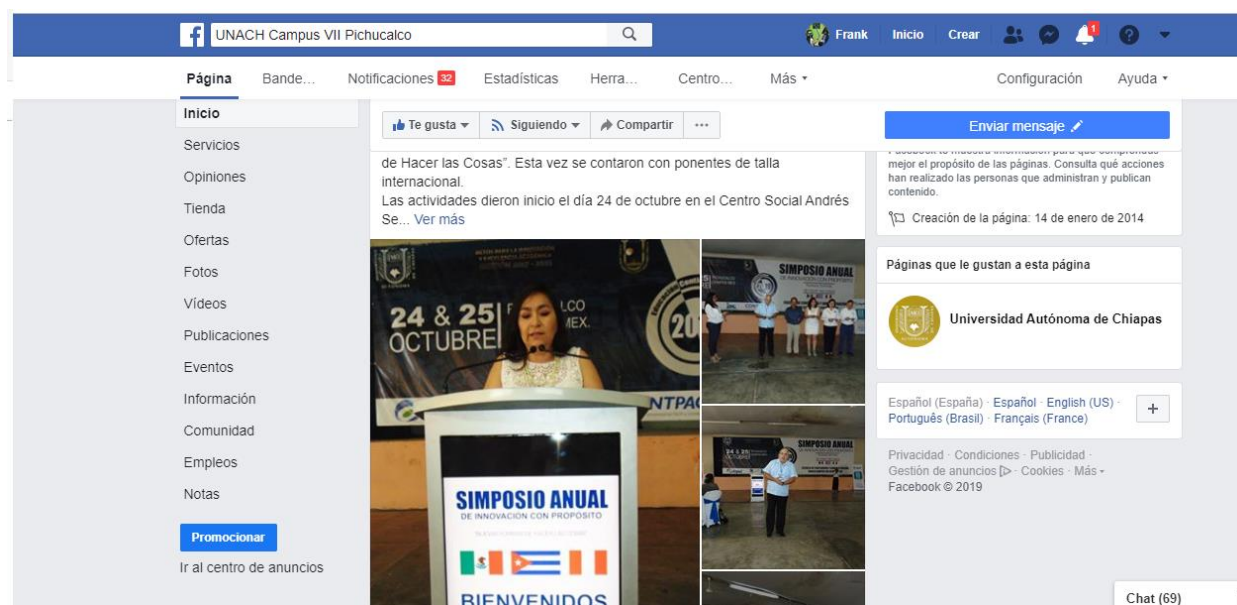 UNACH Campus VII Pichucalco
Frank
Inicio
Crear
1
Página
Bande...
Notificaciones 32
Estadísticas
Herra...
Centro...
Más
Configuración
Ayuda
Inicio
Servicios
Opiniones
Tienda
Ofertas
Fotos
Vídeos
Publicaciones
Eventos
Información
Comunidad
Empleos
Notas
Promocionar
Ir al centro de anuncios
Te gusta
Siguiendo
Compartir
Enviar mensaje
de Hacer las Cosas”. Esta vez se contaron con ponentes de talla
internacional.
Las actividades dieron inicio el día 24 de octubre en el Centro Social Andrés
Se... Ver más
24 & 25
OCTUBRE
SIMPOSIO ANUAL
DE INNOVACION CON PROPOSITO
BIENVENIDOS
SIMPOSIO ANUAL
SIMPOSIO ANUAL
mejor el propósito de las páginas. Consulta qué acciones
han realizado las personas que administran y publican
contenido.
Creación de la página: 14 de enero de 2014
Páginas que le gustan a esta página
Universidad Autónoma de Chiapas
Español (España) · Español · English (US) ·
Português (Brasil) · Français (France)
Privacidad · Condiciones · Publicidad ·
Gestión de anuncios · Cookies · Más
Facebook © 2019
Chat (69)